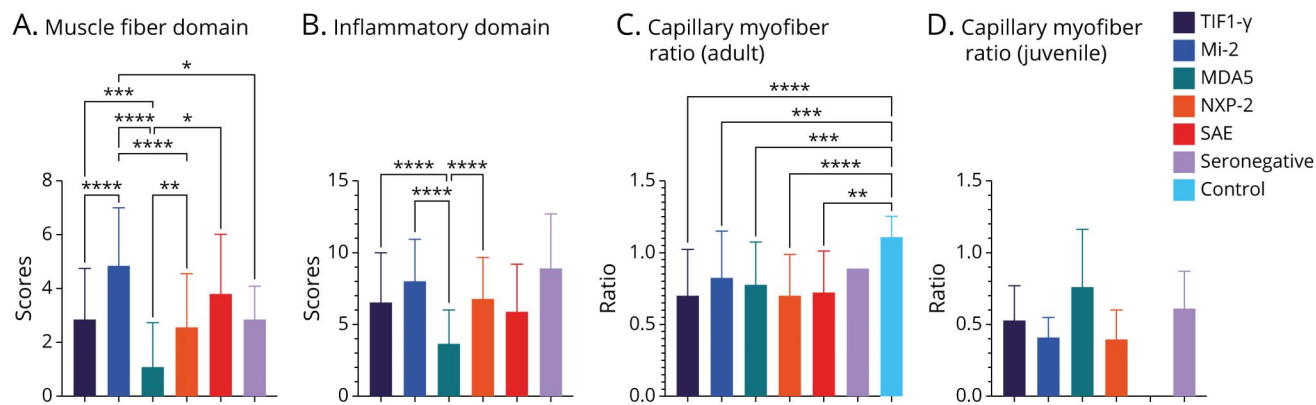 A. Muscle fiber domain
Scores
8
6
4
2
0
*
***
****
*
****
****
**
B. Inflammatory domain
Scores
15
10
5
0
****
****
****
C. Capillary myofiber
ratio (adult)
Ratio
1.5
1.0
0.5
0.0
****
***
***
****
**
D. Capillary myofiber
ratio (juvenile)
Ratio
1.5
1.0
0.5
0.0
TIF1-γ
Mi-2
MDA5
NXP-2
SAE
Seronegative
Control